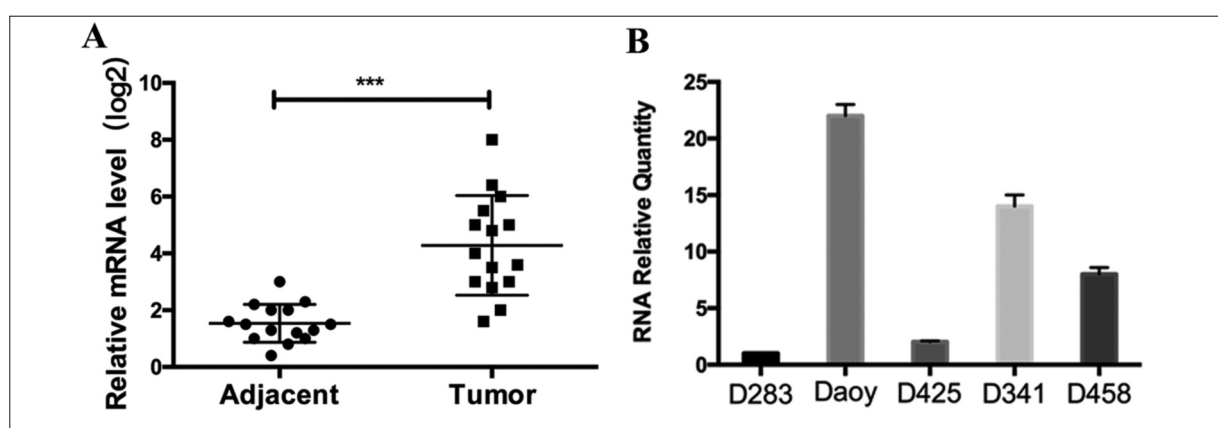 A
Relative mRNA level (log2)
10
8
6
4
2
0
***
Adjacent
Tumor
B
RNA Relative Quantity
25
20
15
10
5
0
D283
Daoy
D425
D341
D458